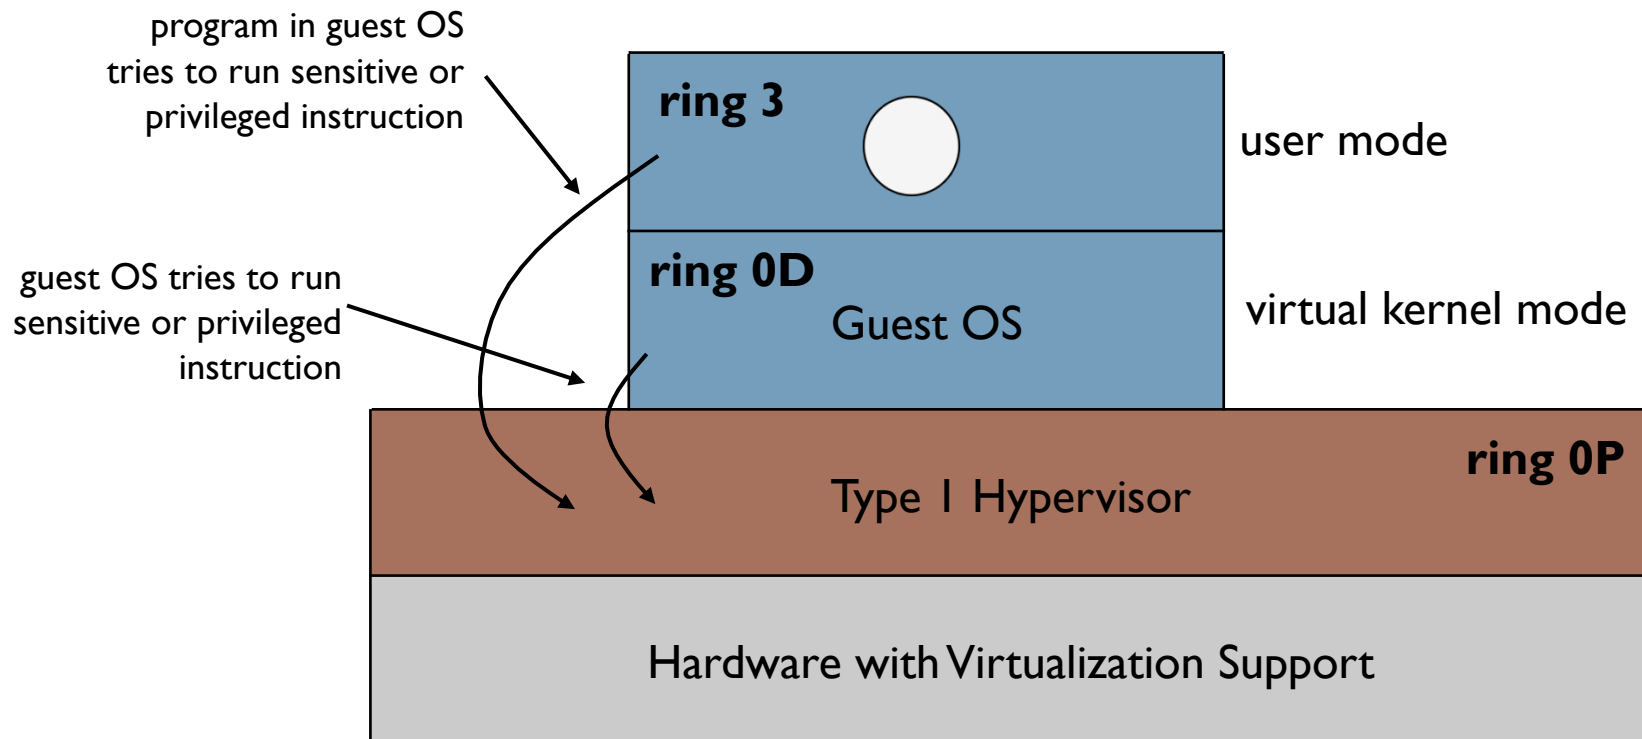 program in guest OS
tries to run sensitive or
privileged instruction
ring 3
user mode
guest OS tries to run
sensitive or privileged
instruction
ring 0D
Guest OS
virtual kernel mode
ring 0P
Type 1 Hypervisor
Hardware with Virtualization Support